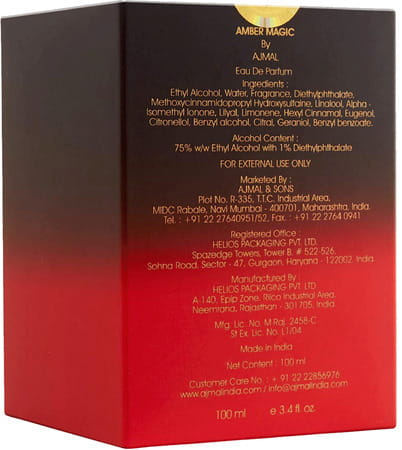 AMBER MAGIC
By
AJMAL
Eau De Parfum
Ingredients :
Ethyl Alcohol, Water, Fragrance, Diethylphthalate,
Methoxycinnamidopropyl Hydroxysultaine, Linalool, Alpha -
Isomethyl Ionone, Lilyal, Limonene, Hexyl Cinnamal, Eugenol,
Citronellol, Benzyl alcohol, Citral, Geraniol, Benzyl benzoate.
Alcohol Content :
75% w/w Ethyl Alcohol with 1% Diethylphthalate
FOR EXTERNAL USE ONLY
Marketed By :
AJMAL & SONS
Plot No. R-335, T.T.C. Industrial Area,
MIDC Rabale, Navi Mumbai - 400701, Maharashtra, India.
Tel. : +91 22 27640951/52, Fax. : +91 22 2764 0941
Registered Office :
HELIOS PACKAGING PVT. LTD.
Spazedge Towers, Tower B, # 522-526,
Sohna Road, Sector - 47, Gurgaon, Haryana - 122002. India.
Manufactured By :
HELIOS PACKAGING PVT. LTD.
A-140, Epip Zone, Riico Industrial Area,
Neemrana, Rajasthan - 301705, India.
Mfg. Lic. No. M Raj. 2458-C
St Ex. Lic. No. L1/04
Made in India
Net Content : 100 ml
Customer Care No. : + 91 22 22856976
www.ajmalindia.com / info@ajmalindia.com
100 ml e 3.4 fl. oz.